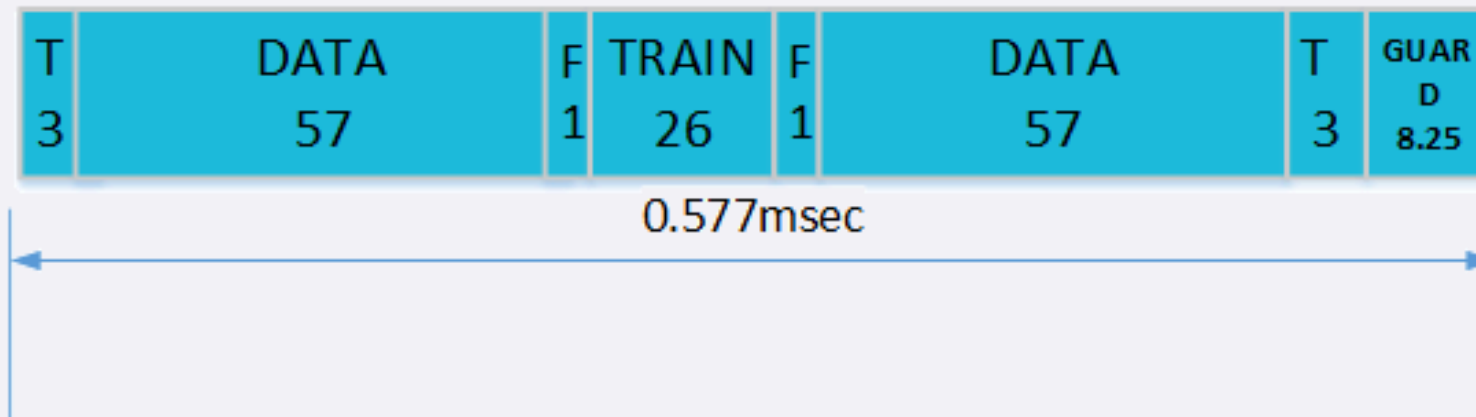 T DATA F TRAIN F DATA T GUAR
D
3 57 1 26 1 57 3 8.25
0.577msec